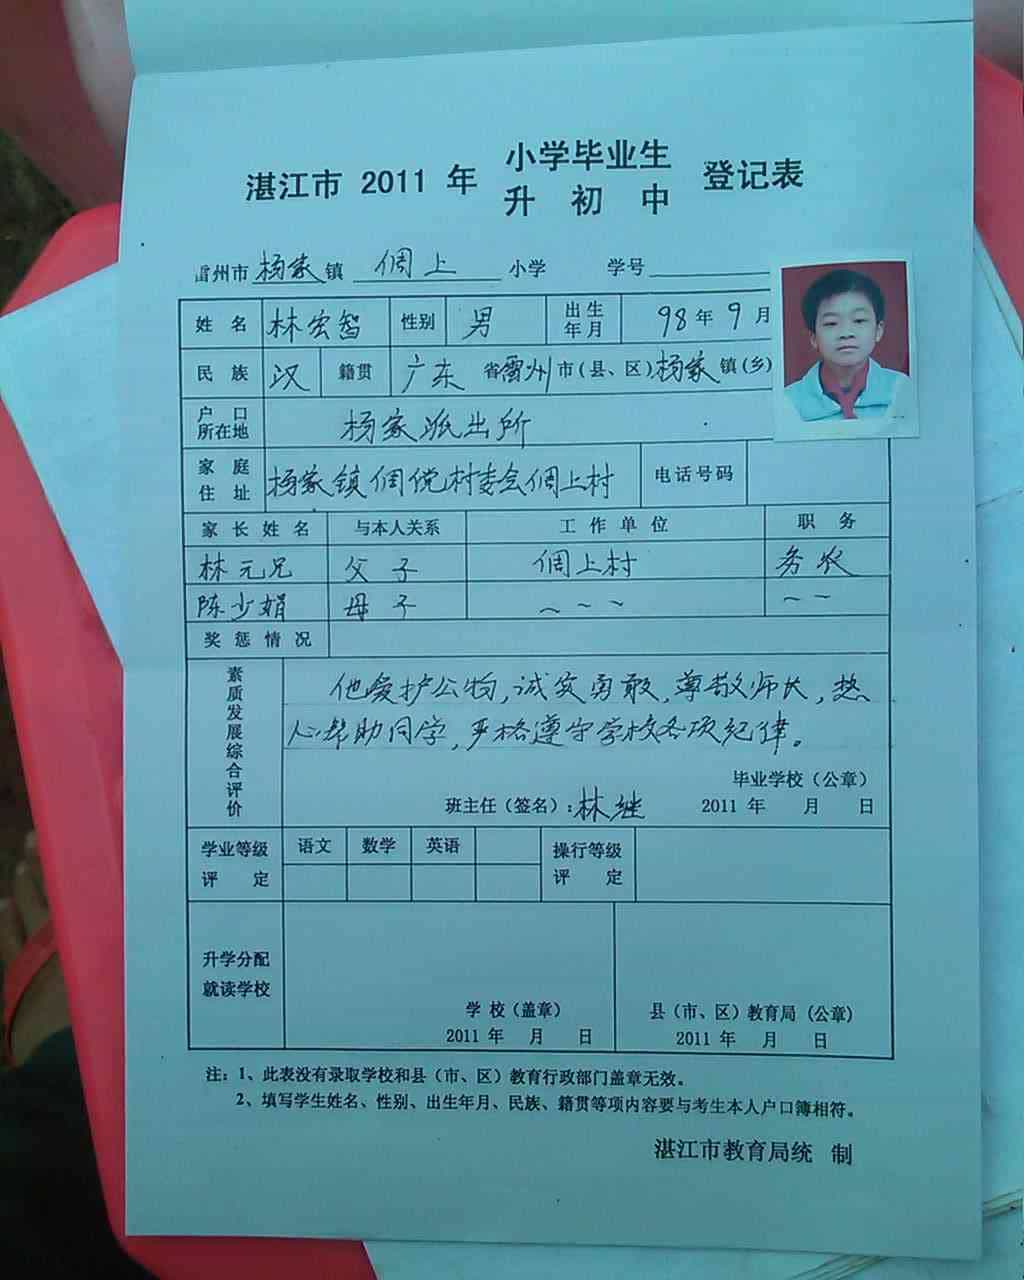 湛江市 2011 年 小学毕业生 登记表
升 初 中
雷州市杨家镇 倜上 小学 学号
姓 名 林宏智 性别 男 出生年月 98年9月
民 族 汉 籍贯 广东省雷州市(县、区)杨家镇(乡)
户 口 所在地 杨家派出所
家 庭 住 址 杨家镇倜傥村委会倜上村 电话号码
家 长 姓 名 与本人关系 工 作 单 位 职 务
林元兄 父子 倜上村 务农
陈少娟 母子 ~ ~ ~ ~ ~
奖 惩 情 况
素质发展综合评价
他爱护公物,诚实勇敢,尊敬师长,热
心帮助同学,严格遵守学校各项纪律。
毕业学校(公章)
班主任(签名):林继 2011 年 月 日
学业等级 语文 数学 英语 操行等级
评 定 评 定
升学分配
就读学校
学 校(盖章) 县(市、区)教育局(公章)
2011 年 月 日 2011 年 月 日
注:1、此表没有录取学校和县(市、区)教育行政部门盖章无效。
2、填写学生姓名、性别、出生年月、民族、籍贯等项内容要与考生本人户口簿相符。
湛江市教育局统 制